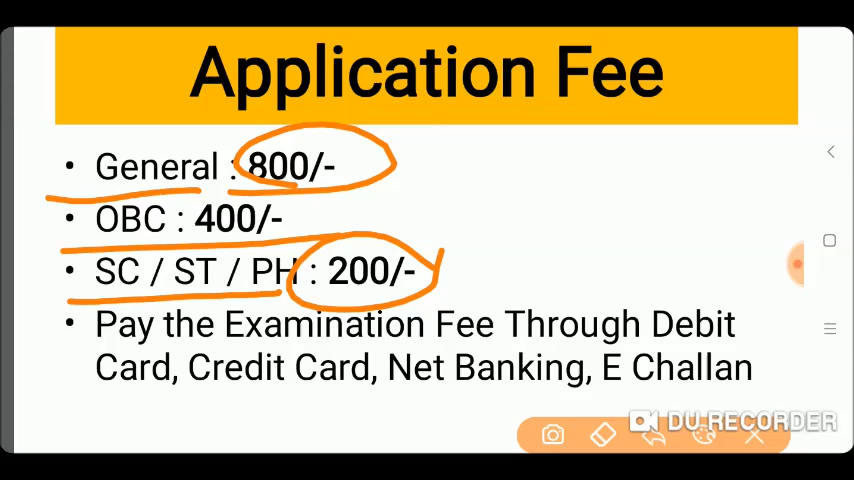 Application Fee
• General : 800/-
• OBC : 400/-
• SC / ST / PH : 200/-
• Pay the Examination Fee Through Debit
Card, Credit Card, Net Banking, E Challan
DU RECORDER